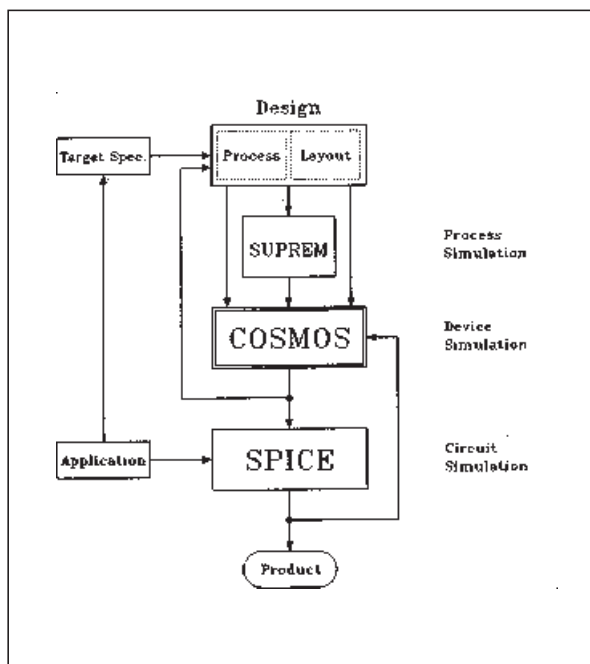 Design
Target Spec.
Process
Layout
SUPREM
Process
Simulation
COSMOS
Device
Simulation
Application
SPICE
Circuit
Simulation
Product